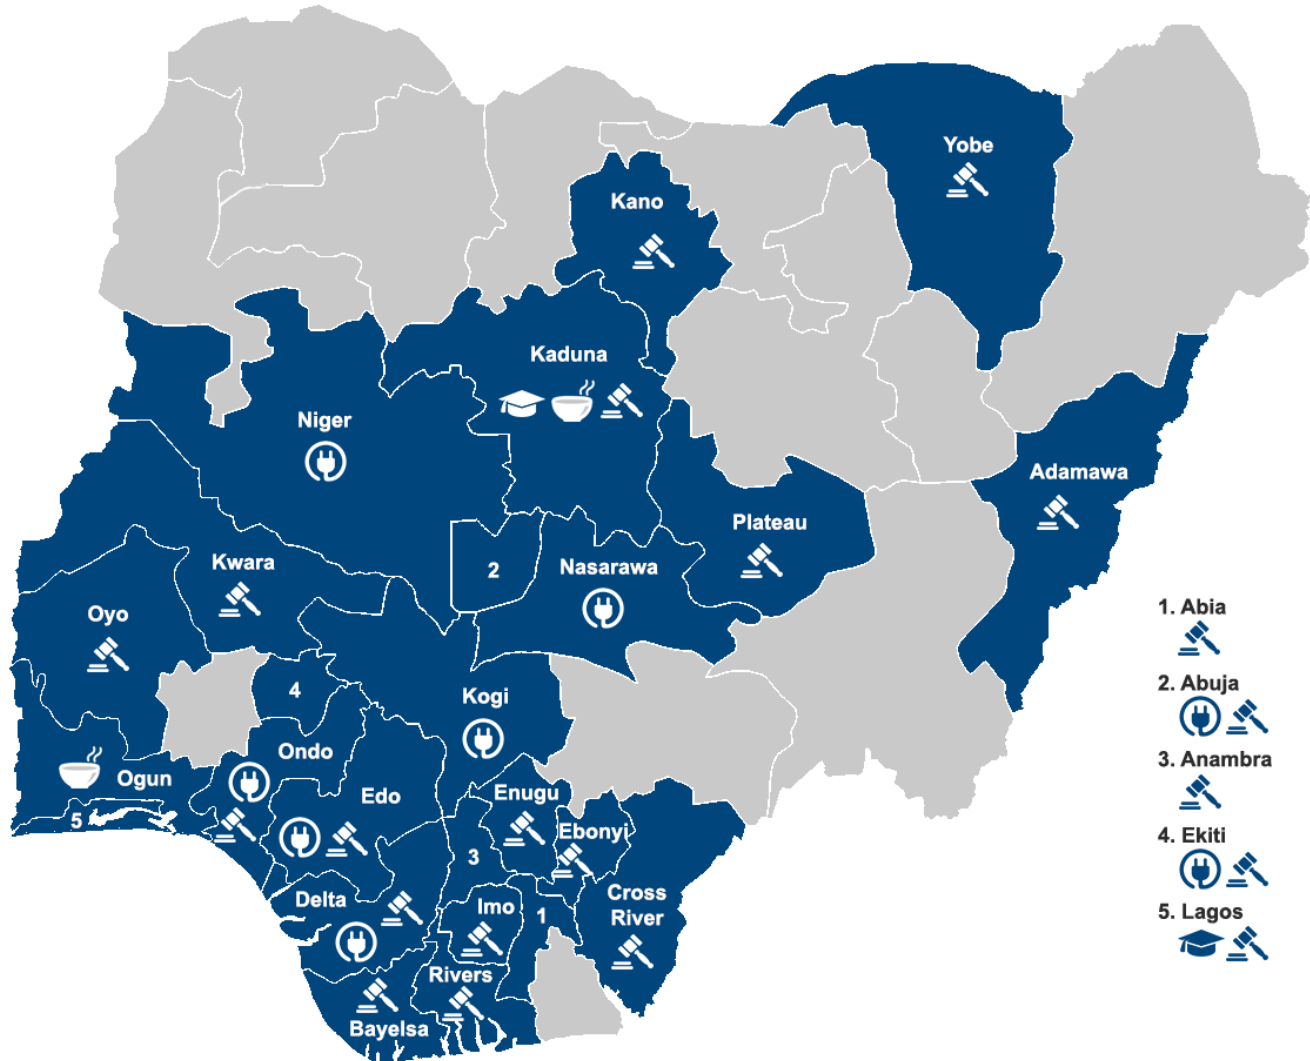 Yobe
Kano
Kaduna
Niger
Adamawa
Plateau
Kwara
2
Nasarawa
Oyo
4
Kogi
Ondo
Ogun
Edo
Enugu
5
Ebonyi
3
Delta
Imo
1
Cross
River
Rivers
Bayelsa
1. Abia
2. Abuja
3. Anambra
4. Ekiti
5. Lagos